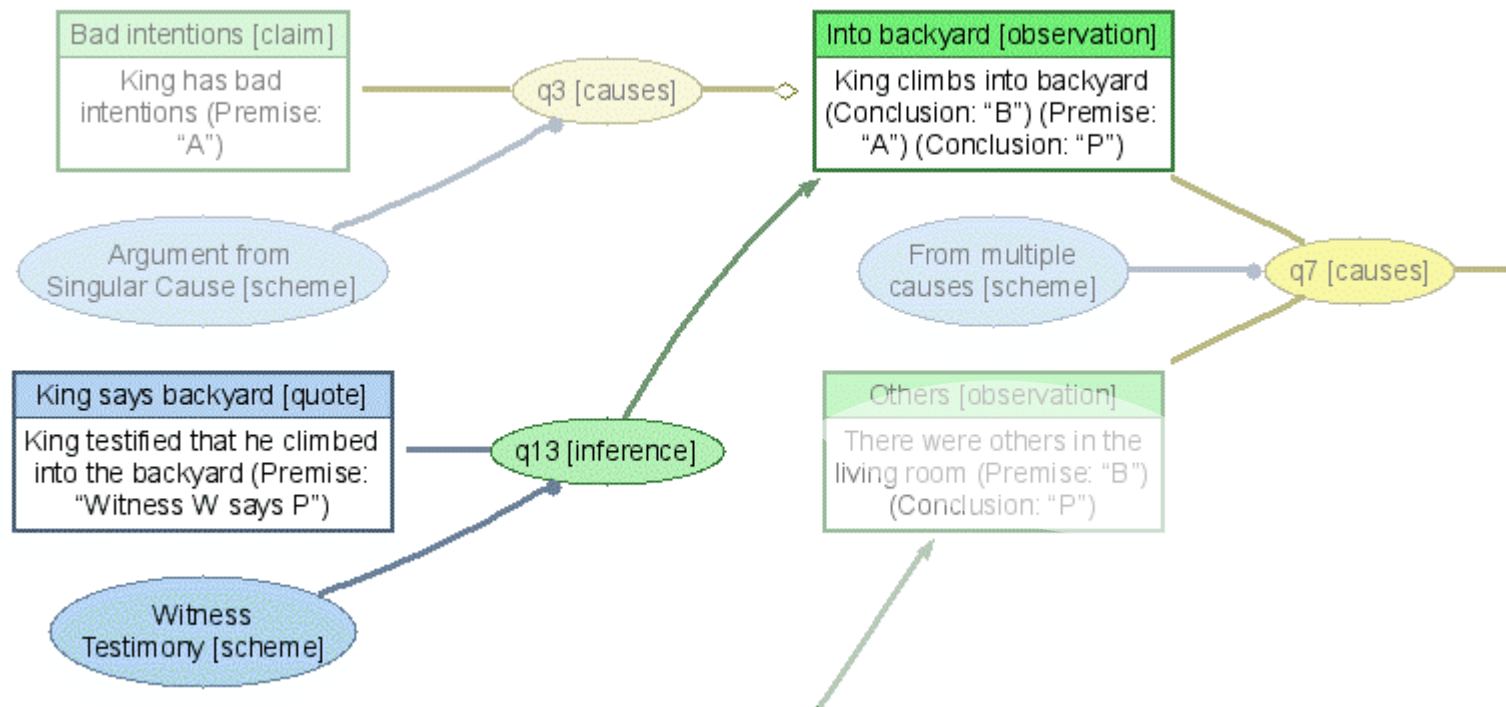 Bad intentions [claim]
King has bad
intentions (Premise:
“A”)
q3 [causes]
Into backyard [observation]
King climbs into backyard
(Conclusion: “B”) (Premise:
“A”) (Conclusion: “P”)
Argument from
Singular Cause [scheme]
From multiple
causes [scheme]
q7 [causes]
King says backyard [quote]
King testified that he climbed
into the backyard (Premise:
“Witness W says P”)
q13 [inference]
Others [observation]
There were others in the
living room (Premise: “B”)
(Conclusion: “P”)
Witness
Testimony [scheme]